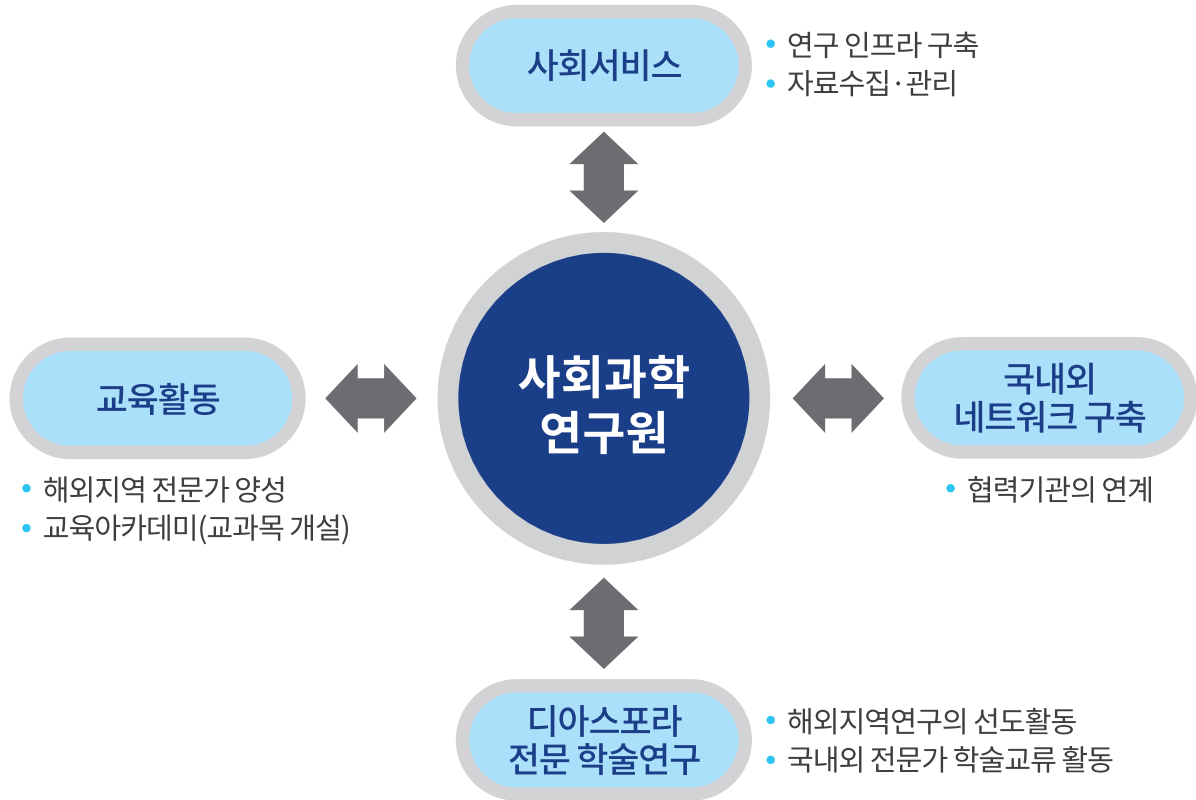 사회서비스
• 연구 인프라 구축
• 자료수집·관리
교육활동
• 해외지역 전문가 양성
• 교육아카데미(교과목 개설)
사회과학
연구원
국내외
네트워크 구축
• 협력기관의 연계
디아스포라
전문 학술연구
• 해외지역연구의 선도활동
• 국내외 전문가 학술교류 활동